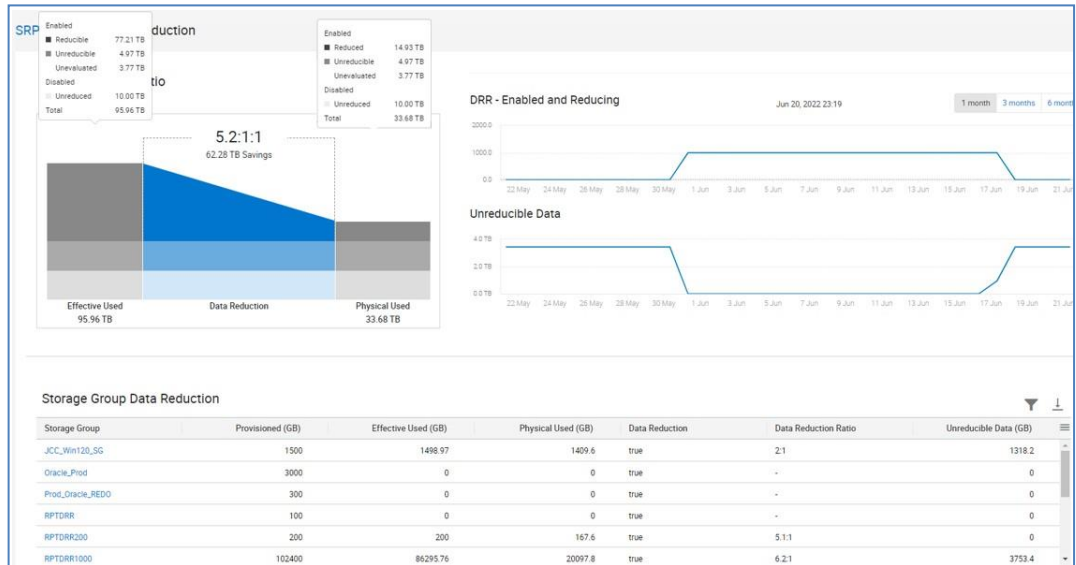 SRP
duction
Enabled
Reducible 77.21 TB
Unreducible 4.97 TB
Unevaluated 3.77 TB
Disabled
Unreduced 10.00 TB
Total 95.96 TB
tio
Enabled
Reduced 14.93 TB
Unreducible 4.97 TB
Unevaluated 3.77 TB
Disabled
Unreduced 10.00 TB
Total 33.68 TB
5.2:1:1
62.28 TB Savings
Effective Used
95.96 TB
Data Reduction
Physical Used
33.68 TB
DRR - Enabled and Reducing
Jun 20, 2022 23:19
1 month 3 months 6 mont
2000.0
1000.0
0.0
22 May 24 May 26 May 28 May 30 May 1 Jun 3 Jun 5 Jun 7 Jun 9 Jun 11 Jun 13 Jun 15 Jun 17 Jun 19 Jun 21 Jun
Unreducible Data
4.0 TB
2.0 TB
0.0 TB
22 May 24 May 26 May 28 May 30 May 1 Jun 3 Jun 5 Jun 7 Jun 9 Jun 11 Jun 13 Jun 15 Jun 17 Jun 19 Jun 21 Jun
Storage Group Data Reduction
Storage Group Provisioned (GB) Effective Used (GB) Physical Used (GB) Data Reduction Data Reduction Ratio Unreducible Data (GB)
JCC_Win120_SG 1500 1498.97 1409.6 true 2:1 1318.2
Oracle_Prod 3000 0 0 true - 0
Prod_Oracle_REDO 300 0 0 true - 0
RPTDRR 100 0 0 true - 0
RPTDRR200 200 200 167.6 true 5.1:1 0
RPTDRR1000 102400 86295.76 20097.8 true 6.2:1 3753.4